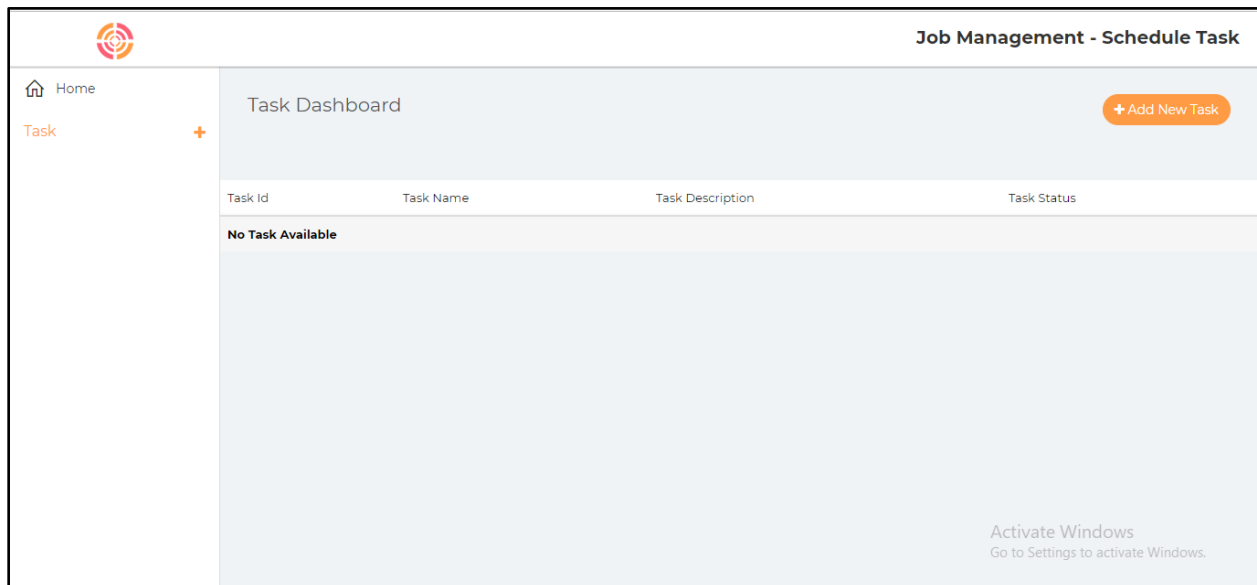 Job Management - Schedule Task
Home
Task +
Task Dashboard
+ Add New Task
Task Id Task Name Task Description Task Status
No Task Available
Activate Windows
Go to Settings to activate Windows.